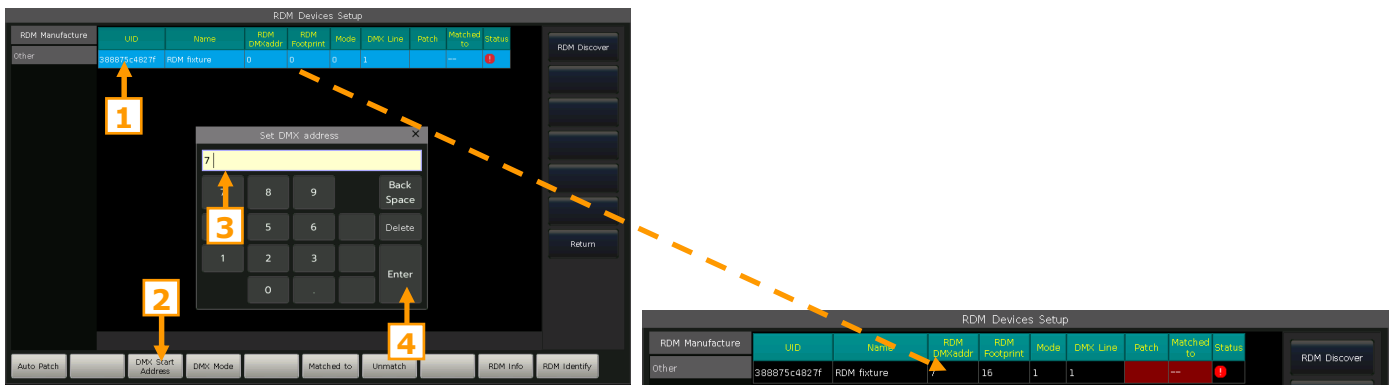 RDM Devices Setup
RDM Manufacture
Other
UID Name RDM DMXaddr RDM Footprint Mode DMX Line Patch Matched to Status
388875c4827f RDM fixture 0 0 0 1 --
RDM Discover
1
Set DMX address
7
8 9 Back Space
3
5 6 Delete
1 2 3
Enter
0 .
Return
2
4
Auto Patch DMX Start Address DMX Mode Matched to Unmatch RDM Info RDM Identify
RDM Devices Setup
RDM Manufacture
Other
UID Name RDM DMXaddr RDM Footprint Mode DMX Line Patch Matched to Status
388875c4827f RDM fixture 7 16 1 1 --
RDM Discover